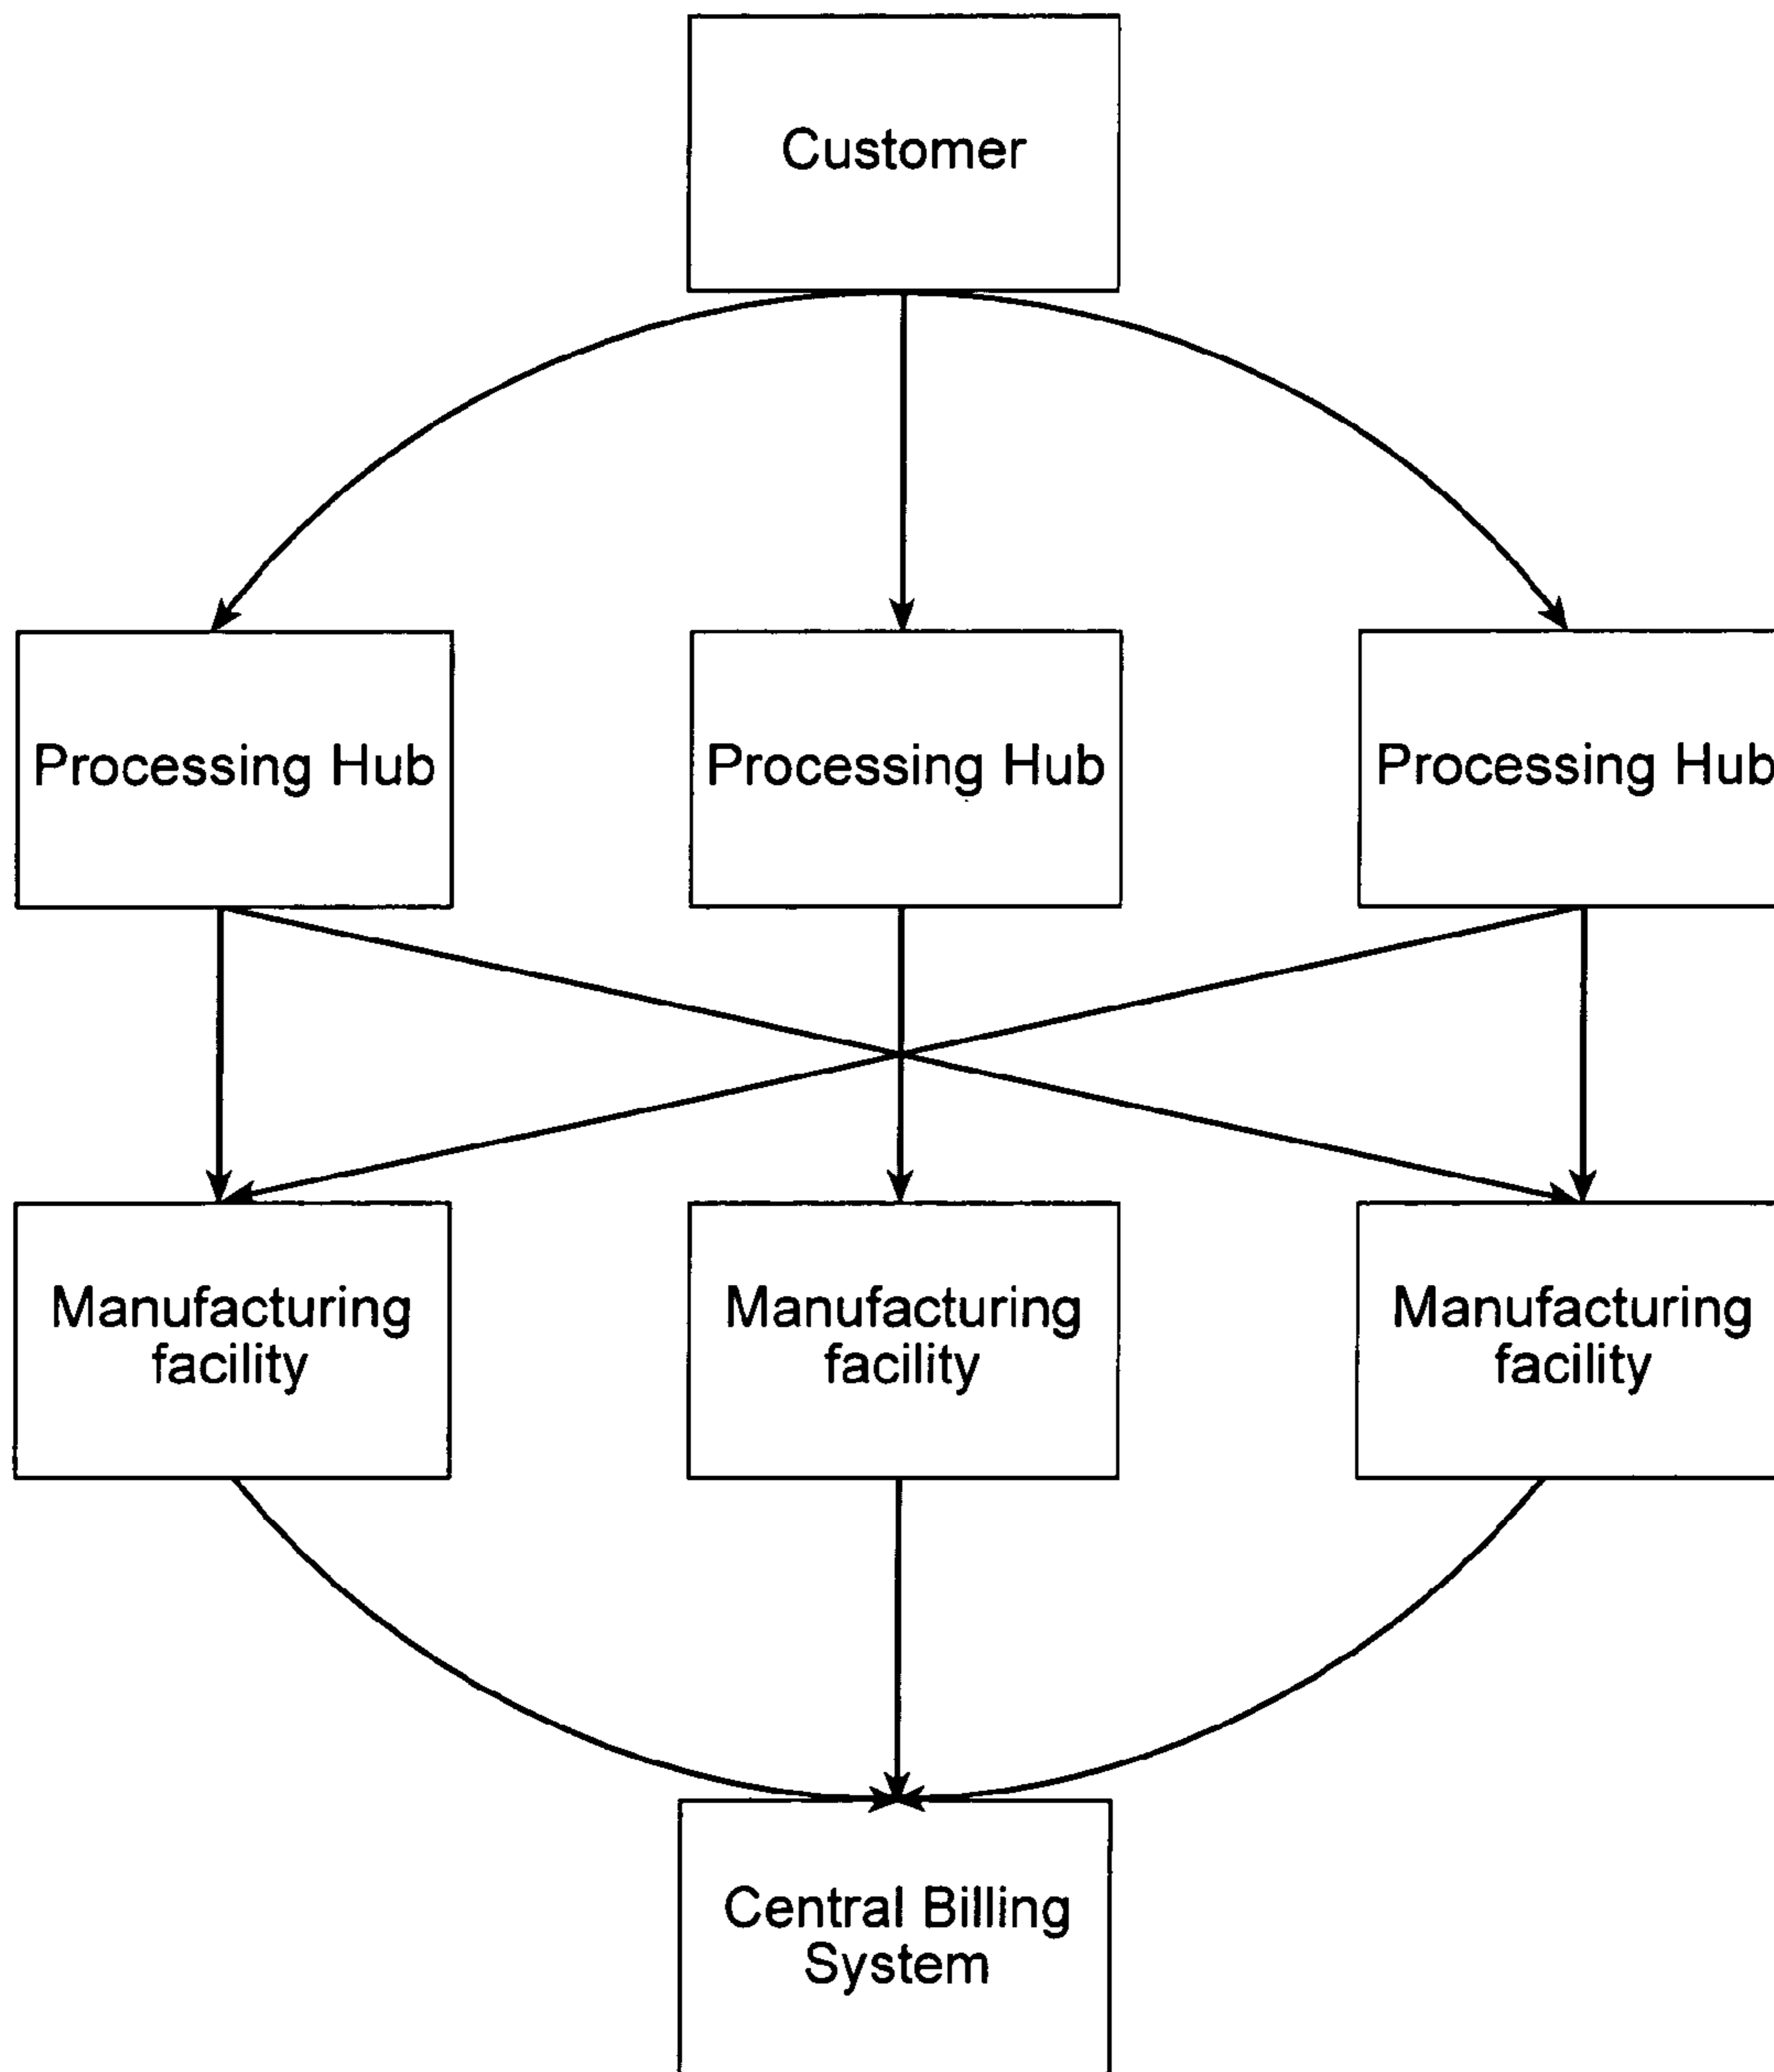 Customer
Processing Hub
Processing Hub
Processing Hub
Manufacturing
facility
Manufacturing
facility
Manufacturing
facility
Central Billing
System